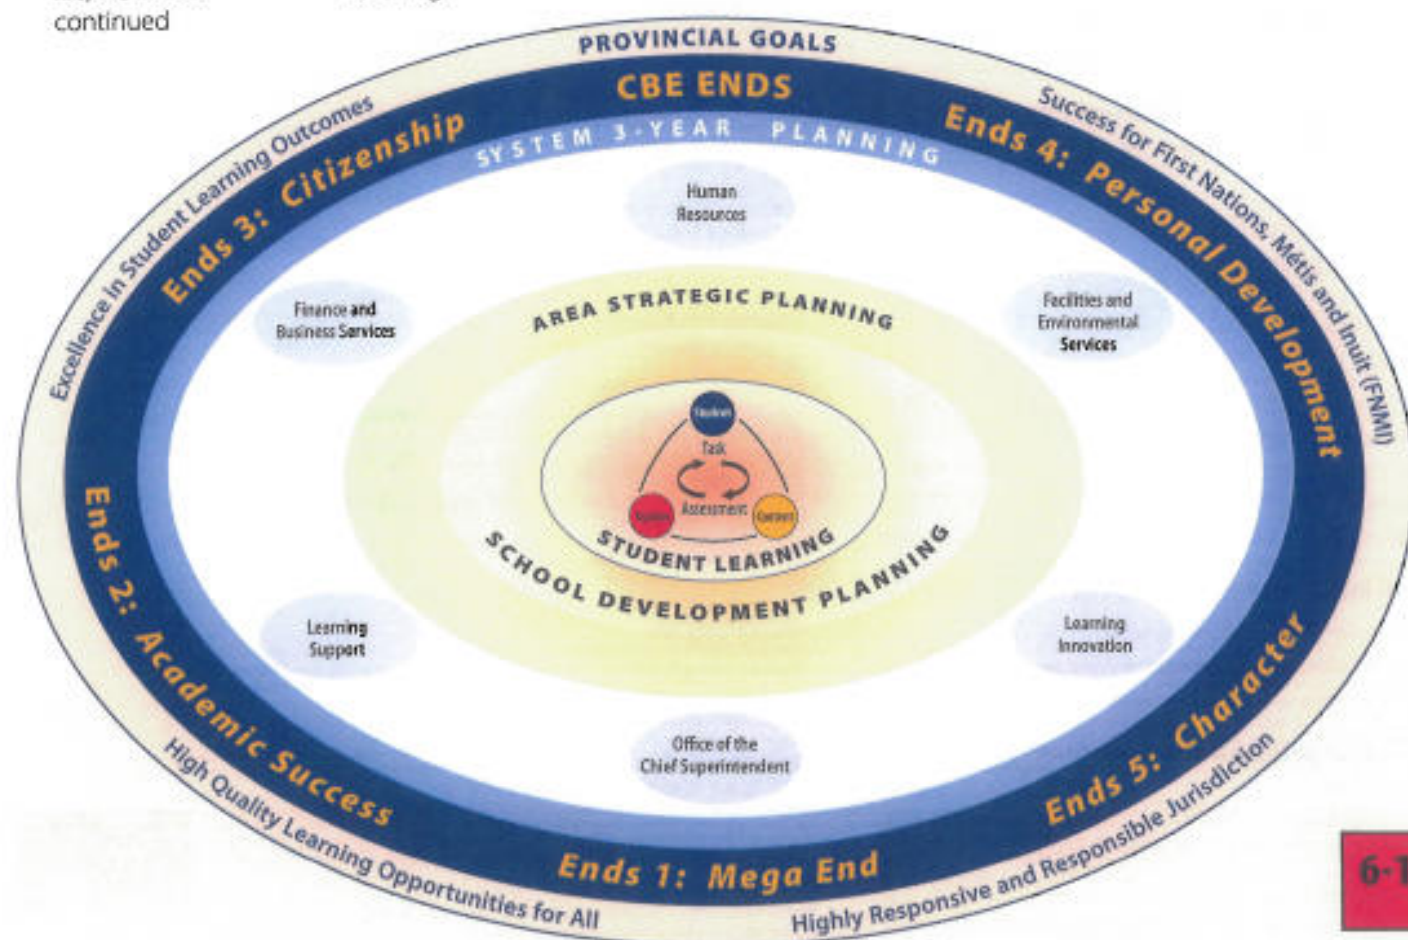 continued
PROVINCIAL GOALS
CBE ENDS
SYSTEM 3-YEAR PLANNING
Excellence in Student Learning Outcomes
Success for First Nations, Métis and Inuit (FNMI)
Ends 3: Citizenship
Ends 4: Personal Development
Human
Resources
Finance and
Business Services
Facilities and
Environmental
Services
AREA STRATEGIC PLANNING
Student
Task
Assessment
Content
STUDENT LEARNING
SCHOOL DEVELOPMENT PLANNING
Learning
Support
Learning
Innovation
Office of the
Chief Superintendent
Ends 2: Academic Success
Ends 5: Character
Ends 1: Mega End
High Quality Learning Opportunities for All
Highly Responsive and Responsible Jurisdiction